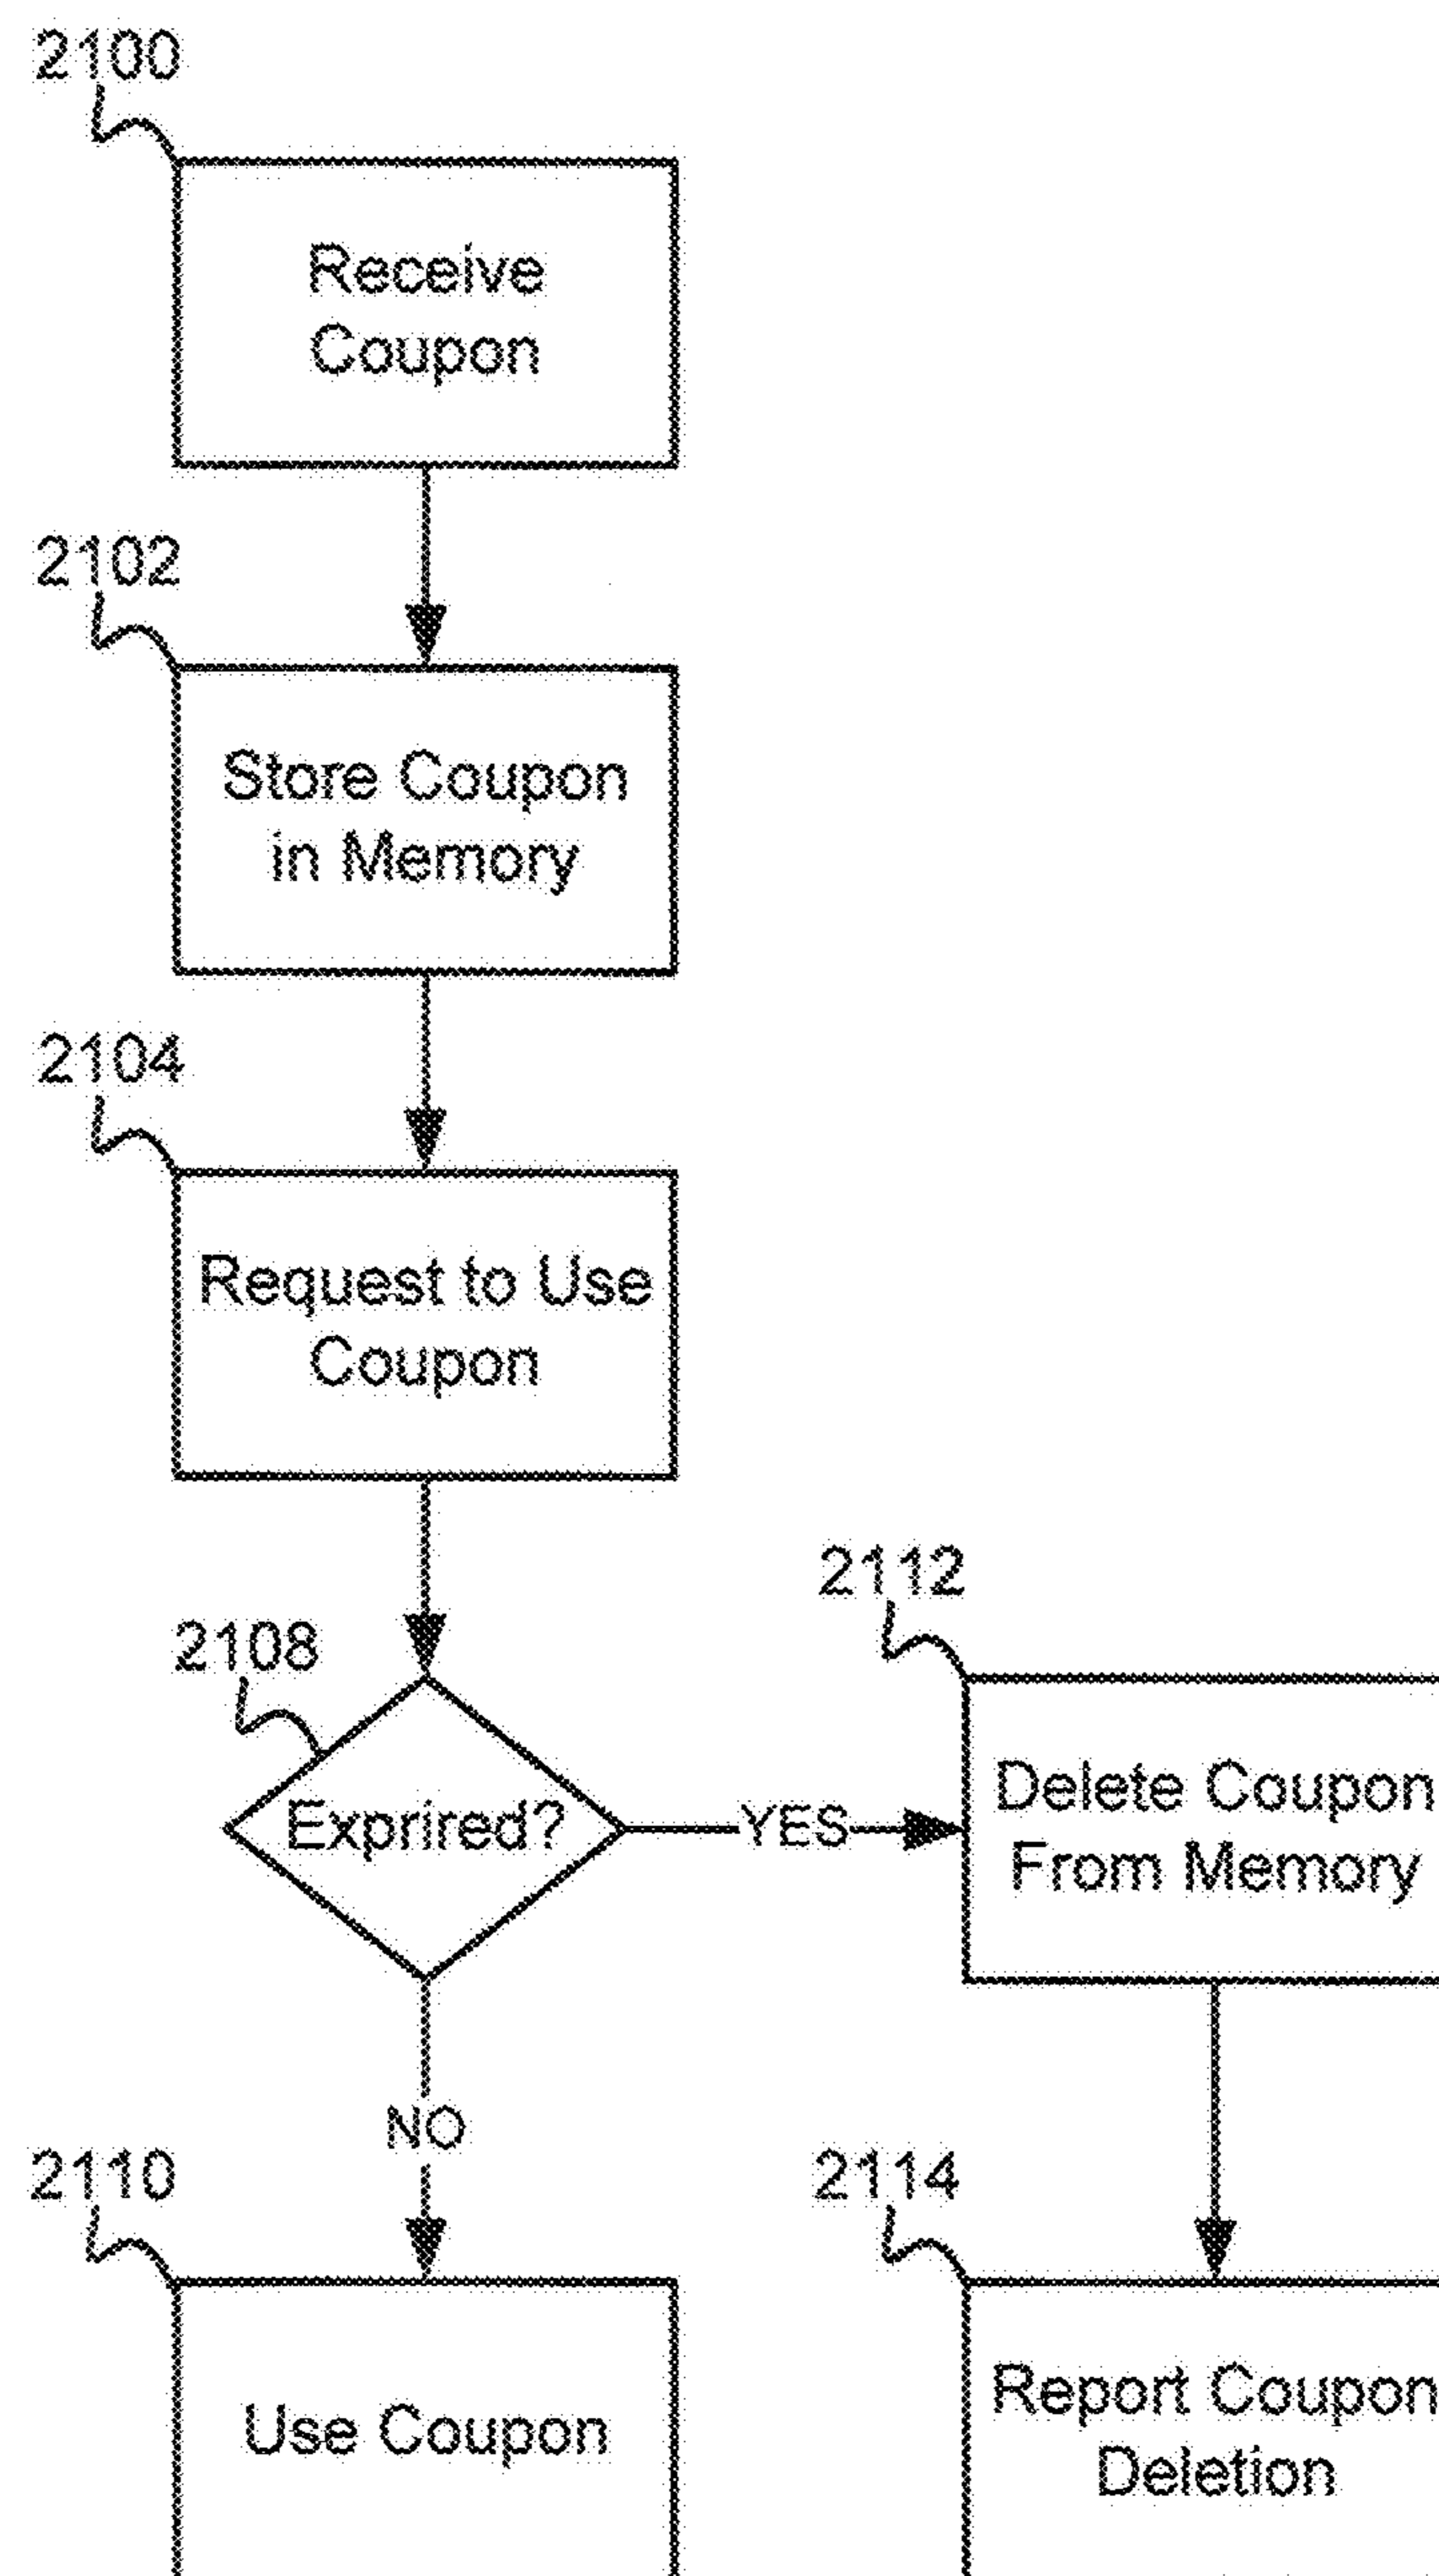 2100
Receive
Coupon
2102
Store Coupon
in Memory
2104
Request to Use
Coupon
2108
Exprired?
YES
2112
Delete Coupon
From Memory
NO
2110
Use Coupon
2114
Report Coupon
Deletion